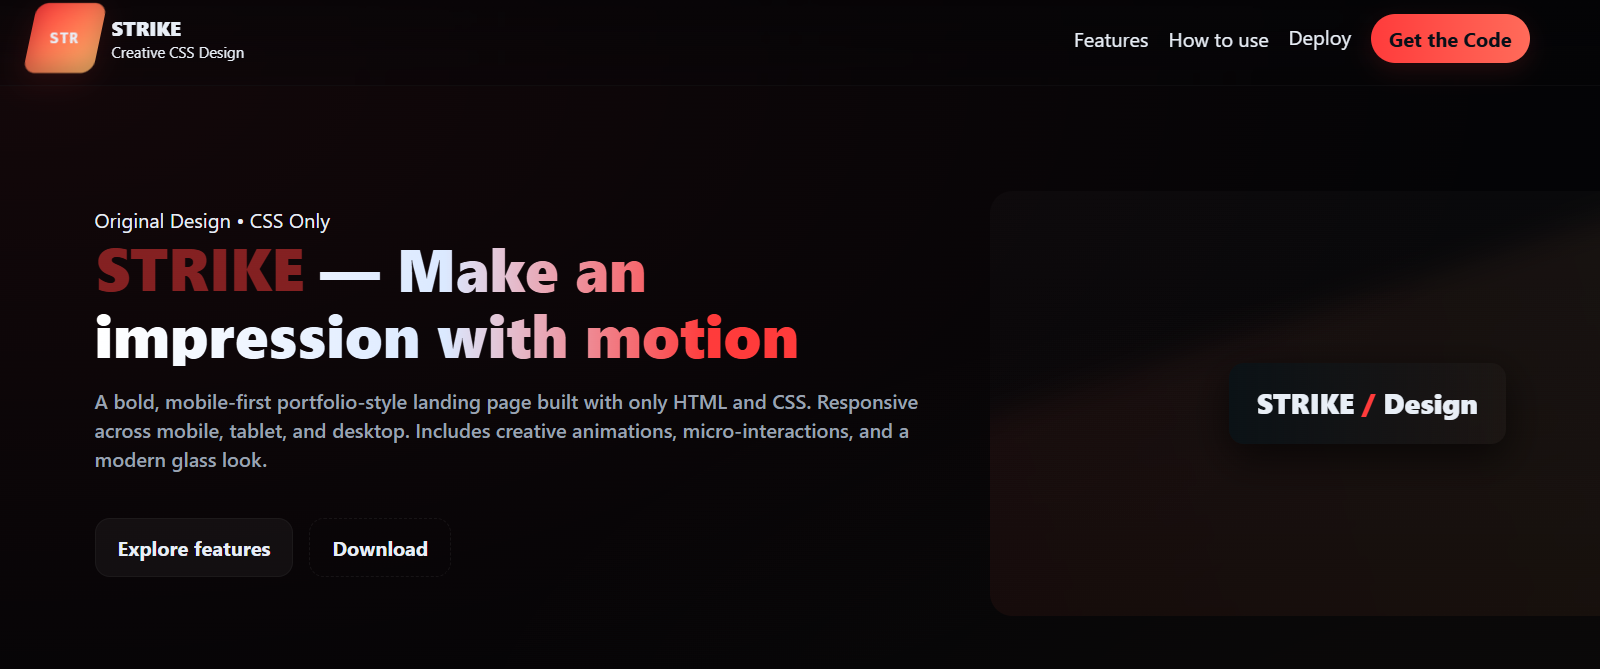 STR
STRIKE
Creative CSS Design
Features
How to use
Deploy
Get the Code
Original Design • CSS Only
STRIKE — Make an
impression with motion
A bold, mobile-first portfolio-style landing page built with only HTML and CSS. Responsive
across mobile, tablet, and desktop. Includes creative animations, micro-interactions, and a
modern glass look.
Explore features
Download
STRIKE / Design